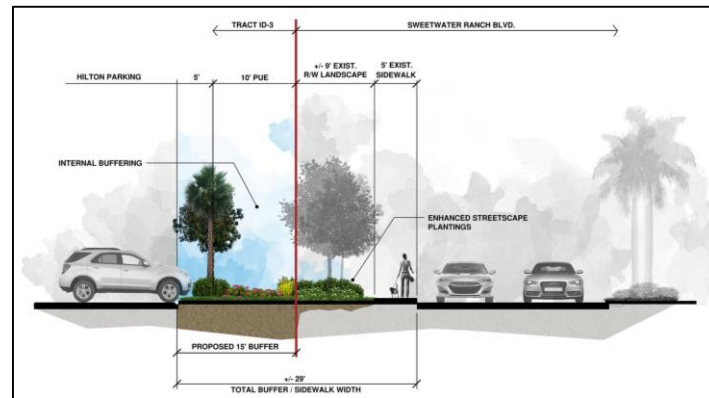 TRACT ID-3
SWEETWATER RANCH BLVD.
HILTON PARKING
5'
10' PUE
+/- 9' EXIST.
R/W LANDSCAPE
5' EXIST.
SIDEWALK
INTERNAL BUFFERING
ENHANCED STREETSCAPE
PLANTINGS
PROPOSED 15' BUFFER
+/- 29'
TOTAL BUFFER / SIDEWALK WIDTH